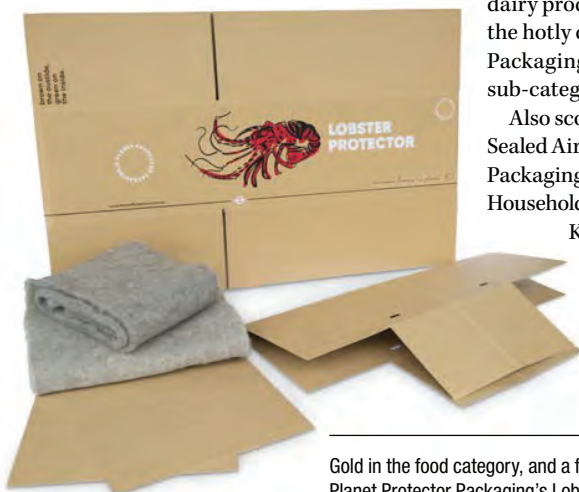 dairy prod
the hotly c
Packaging
sub-categ
Also sco
Sealed Air
Packaging
Household
K
brown on
the outside,
green on
the inside.
LOBSTER
PROTECTOR
Gold in the food category, and a f
Planet Protector Packaging's Lob